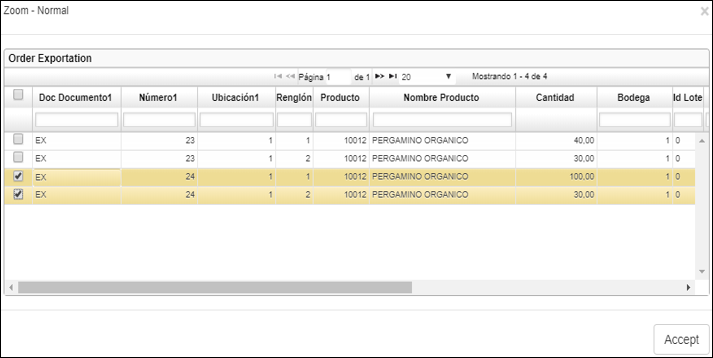 Zoom - Normal ×
Order Exportation
Página 1 de 1 20 Mostrando 1 - 4 de 4
Doc Documento1 Número1 Ubicación1 Renglón Producto Nombre Producto Cantidad Bodega Id Lote
EX 23 1 1 10012 PERGAMINO ORGANICO 40,00 1 0
EX 23 1 2 10012 PERGAMINO ORGANICO 30,00 1 0
EX 24 1 1 10012 PERGAMINO ORGANICO 100,00 1 0
EX 24 1 2 10012 PERGAMINO ORGANICO 30,00 1 0
Accept